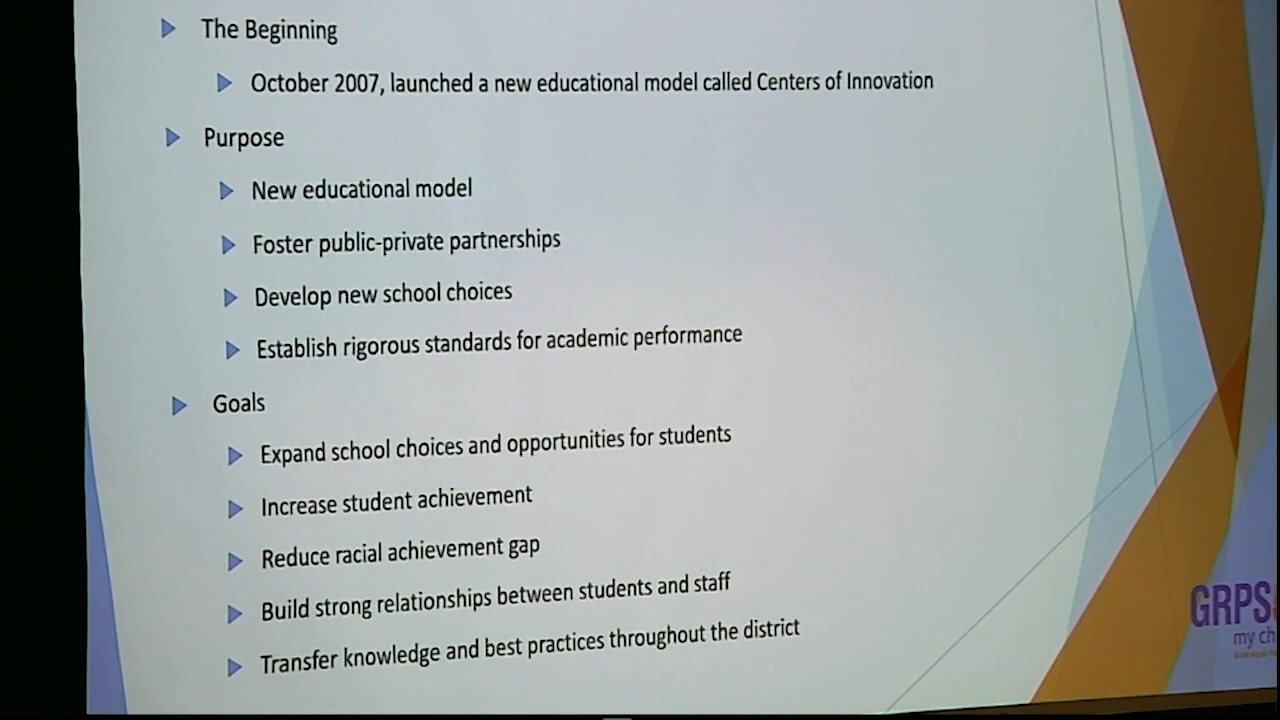 The Beginning
October 2007, launched a new educational model called Centers of Innovation
Purpose
New educational model
Foster public-private partnerships
Develop new school choices
Establish rigorous standards for academic performance
Goals
Expand school choices and opportunities for students
Increase student achievement
Reduce racial achievement gap
Build strong relationships between students and staff
Transfer knowledge and best practices throughout the district
GRPS
my ch